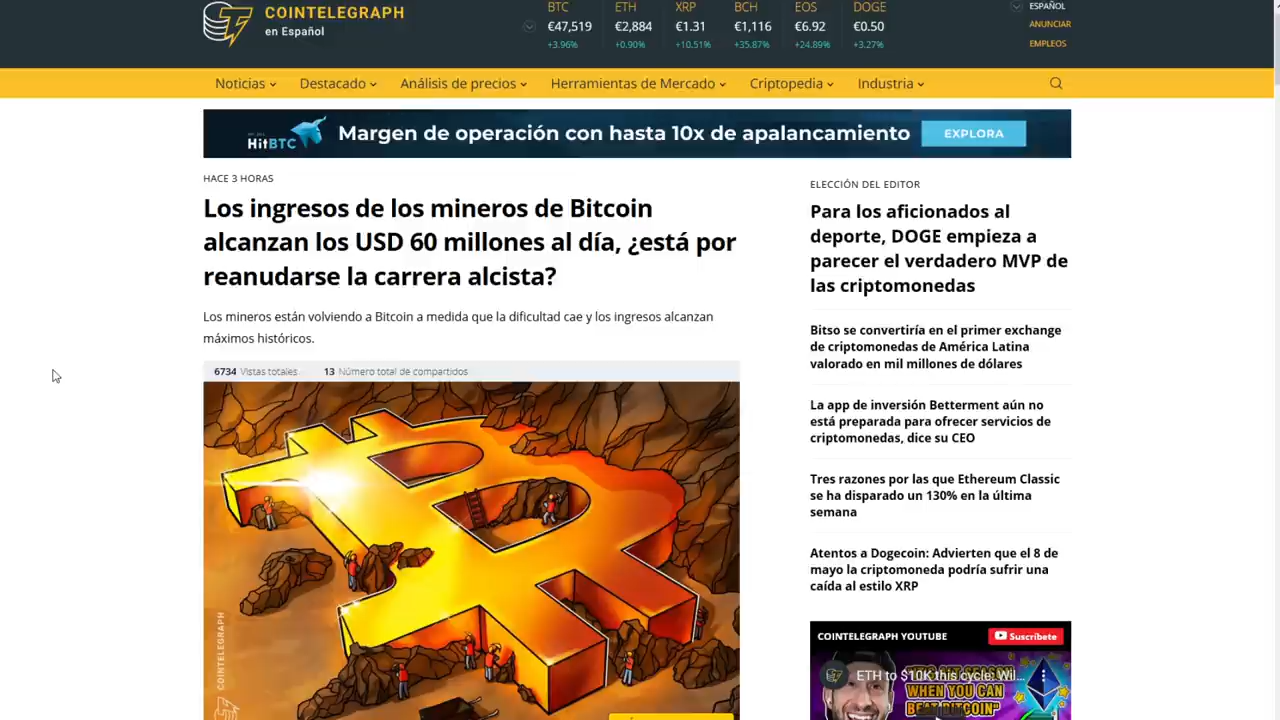 COINTELEGRAPH
en Español
BTC ETH XRP BCH EOS DOGE
€47,519 €2,884 €1.31 €1,116 €6.92 €0.50
+3.96% +0.90% +10.51% +35.87% +24.89% +3.27%
ESPAÑOL
ANUNCIAR
EMPLEOS
Noticias Destacado Análisis de precios Herramientas de Mercado Criptopedia Industria
HitBTC Margen de operación con hasta 10x de apalancamiento EXPLORA
HACE 3 HORAS
Los ingresos de los mineros de Bitcoin
alcanzan los USD 60 millones al día, ¿está por
reanudarse la carrera alcista?
Los mineros están volviendo a Bitcoin a medida que la dificultad cae y los ingresos alcanzan
máximos históricos.
6734 Vistas totales 13 Número total de compartidos
COINTELEGRAPH
ELECCIÓN DEL EDITOR
Para los aficionados al
deporte, DOGE empieza a
parecer el verdadero MVP de
las criptomonedas
Bitso se convertiría en el primer exchange
de criptomonedas de América Latina
valorado en mil millones de dólares
La app de inversión Betterment aún no
está preparada para ofrecer servicios de
criptomonedas, dice su CEO
Tres razones por las que Ethereum Classic
se ha disparado un 130% en la última
semana
Atentos a Dogecoin: Advierten que el 8 de
mayo la criptomoneda podría sufrir una
caída al estilo XRP
COINTELEGRAPH YOUTUBE Suscríbete
ETH to $10K this cycle: Wil...
WHEN YOU CAN
BEAT BITCOIN"